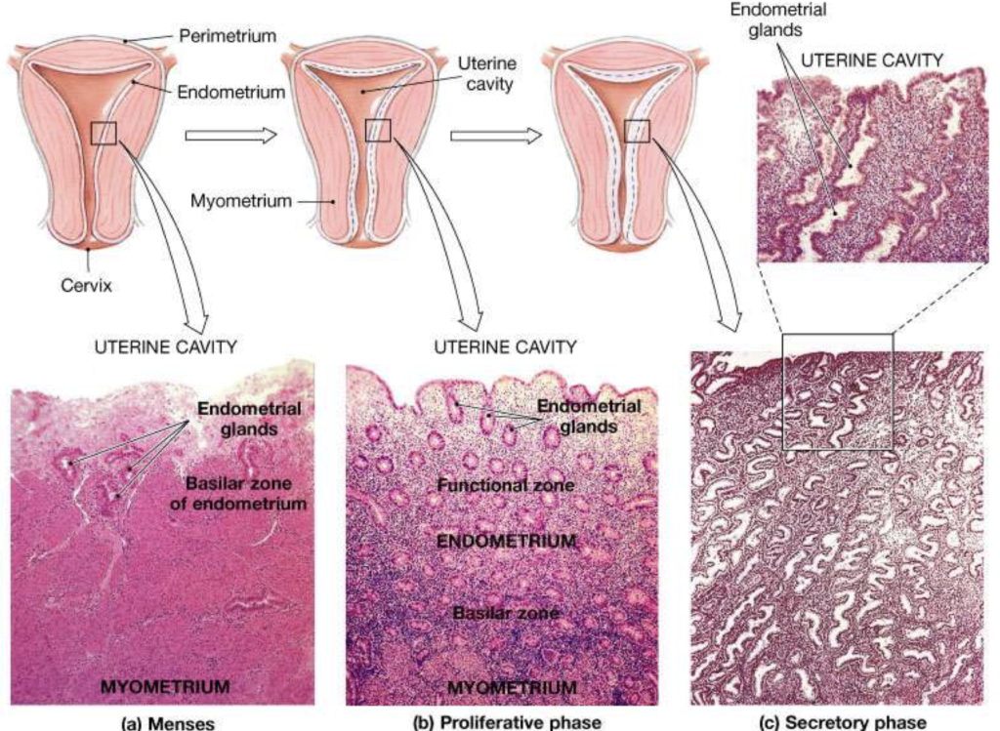 Perimetrium
Endometrium
Myometrium
Cervix
Uterine
cavity
Endometrial
glands
UTERINE CAVITY
UTERINE CAVITY
Endometrial
glands
Basilar zone
of endometrium
MYOMETRIUM
(a) Menses
UTERINE CAVITY
Endometrial
glands
Functional zone
ENDOMETRIUM
Basilar zone
MYOMETRIUM
(b) Proliferative phase
(c) Secretory phase